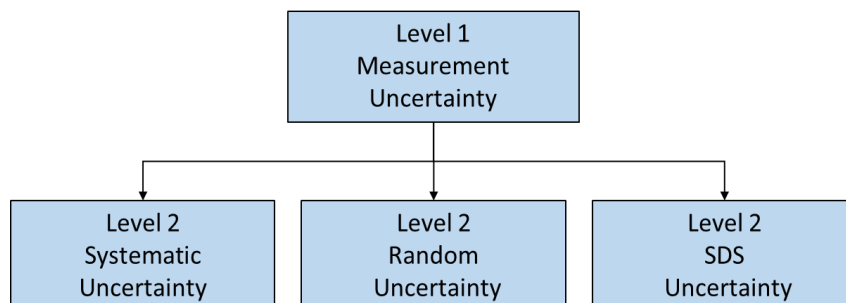 Level 1
Measurement
Uncertainty
Level 2
Systematic
Uncertainty
Level 2
Random
Uncertainty
Level 2
SDS
Uncertainty